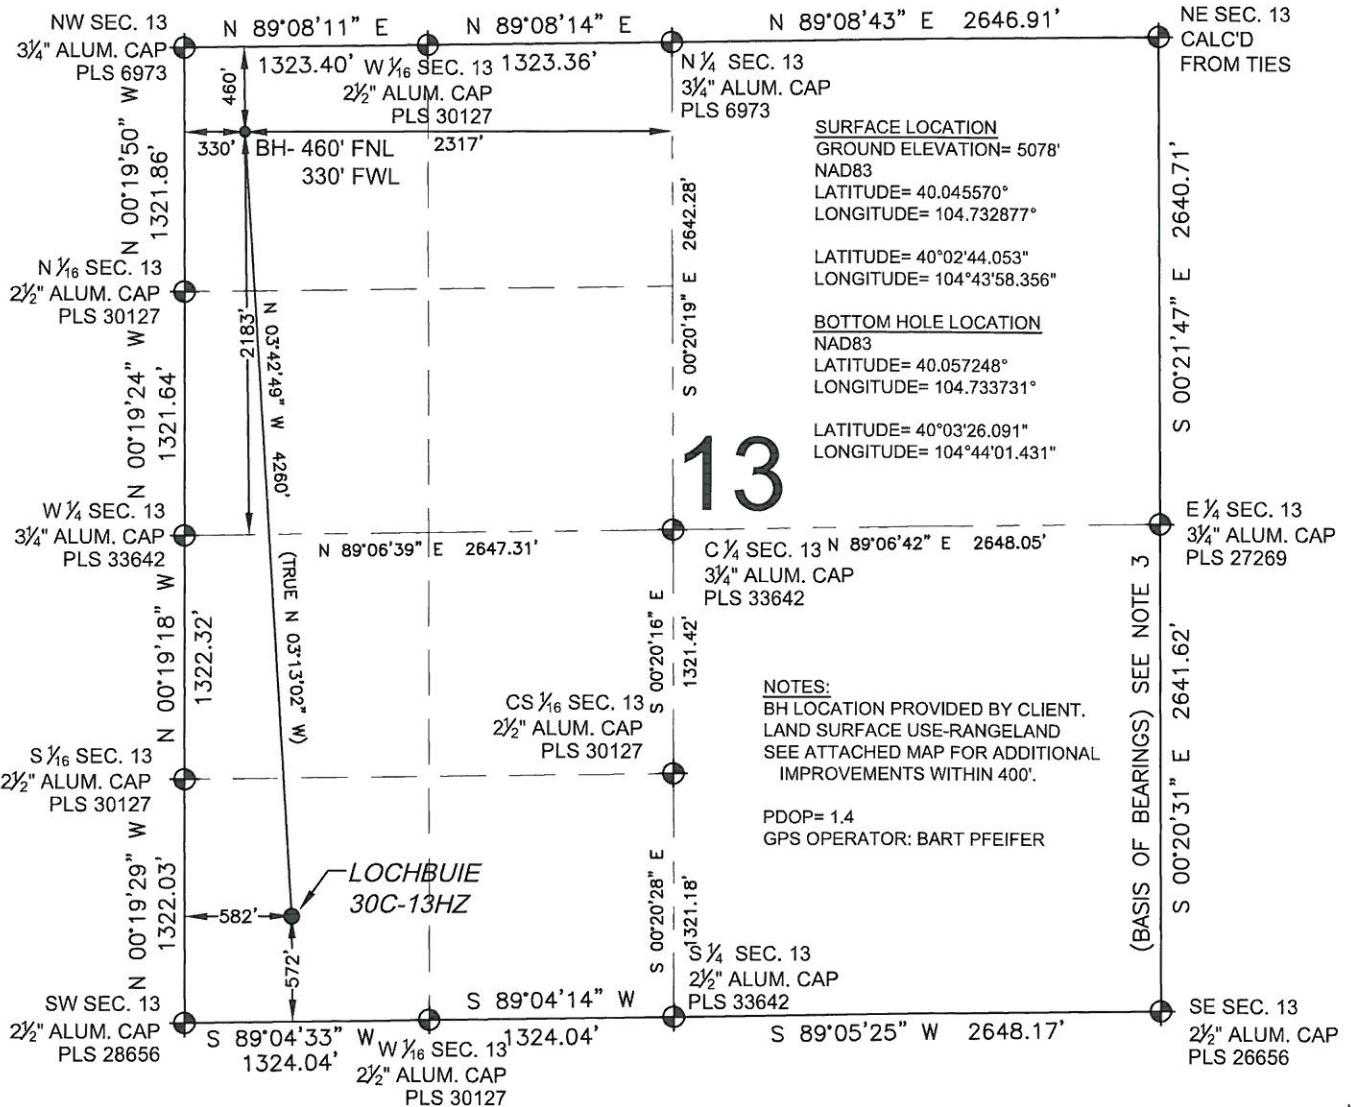 NW SEC. 13
3¼" ALUM. CAP
PLS 6973
N 89°08'11" E
1323.40'
N 89°08'14" E
1323.36'
N 89°08'43" E 2646.91'
NE SEC. 13
CALC'D
FROM TIES
W 1/16 SEC. 13
2½" ALUM. CAP
PLS 30127
N ¼ SEC. 13
3¼" ALUM. CAP
PLS 6973
460'
330'
BH- 460' FNL
330' FWL
2317'
N 00°19'50" W
1321.86'
SURFACE LOCATION
GROUND ELEVATION= 5078'
NAD83
LATITUDE= 40.045570°
LONGITUDE= 104.732877°
LATITUDE= 40°02'44.053"
LONGITUDE= 104°43'58.356"
BOTTOM HOLE LOCATION
NAD83
LATITUDE= 40.057248°
LONGITUDE= 104.733731°
LATITUDE= 40°03'26.091"
LONGITUDE= 104°44'01.431"
S 00°20'19" E 2642.28'
S 00°21'47" E 2640.71'
N 1/16 SEC. 13
2½" ALUM. CAP
PLS 30127
2183'
N 03°42'49" W 4260'
(TRUE N 03°13'02" W)
N 00°19'24" W
1321.64'
13
W ¼ SEC. 13
3¼" ALUM. CAP
PLS 33642
N 89°06'39" E 2647.31'
C ¼ SEC. 13
3¼" ALUM. CAP
PLS 33642
N 89°06'42" E 2648.05'
E ¼ SEC. 13
3¼" ALUM. CAP
PLS 27269
N 00°19'18" W
1322.32'
S 00°20'16" E
1321.42'
CS 1/16 SEC. 13
2½" ALUM. CAP
PLS 30127
NOTES:
BH LOCATION PROVIDED BY CLIENT.
LAND SURFACE USE-RANGELAND
SEE ATTACHED MAP FOR ADDITIONAL
IMPROVEMENTS WITHIN 400'.
PDOP= 1.4
GPS OPERATOR: BART PFEIFER
(BASIS OF BEARINGS) SEE NOTE 3
S 00°20'31" E 2641.62'
S 1/16 SEC. 13
2½" ALUM. CAP
PLS 30127
N 00°19'29" W
1322.03'
LOCHBUIE
30C-13HZ
582'
572'
S 00°20'28" E
1321.18'
S ¼ SEC. 13
2½" ALUM. CAP
PLS 33642
SW SEC. 13
2½" ALUM. CAP
PLS 28656
S 89°04'33" W
1324.04'
W 1/16 SEC. 13
2½" ALUM. CAP
PLS 30127
S 89°04'14" W
1324.04'
S 89°05'25" W 2648.17'
SE SEC. 13
2½" ALUM. CAP
PLS 26656